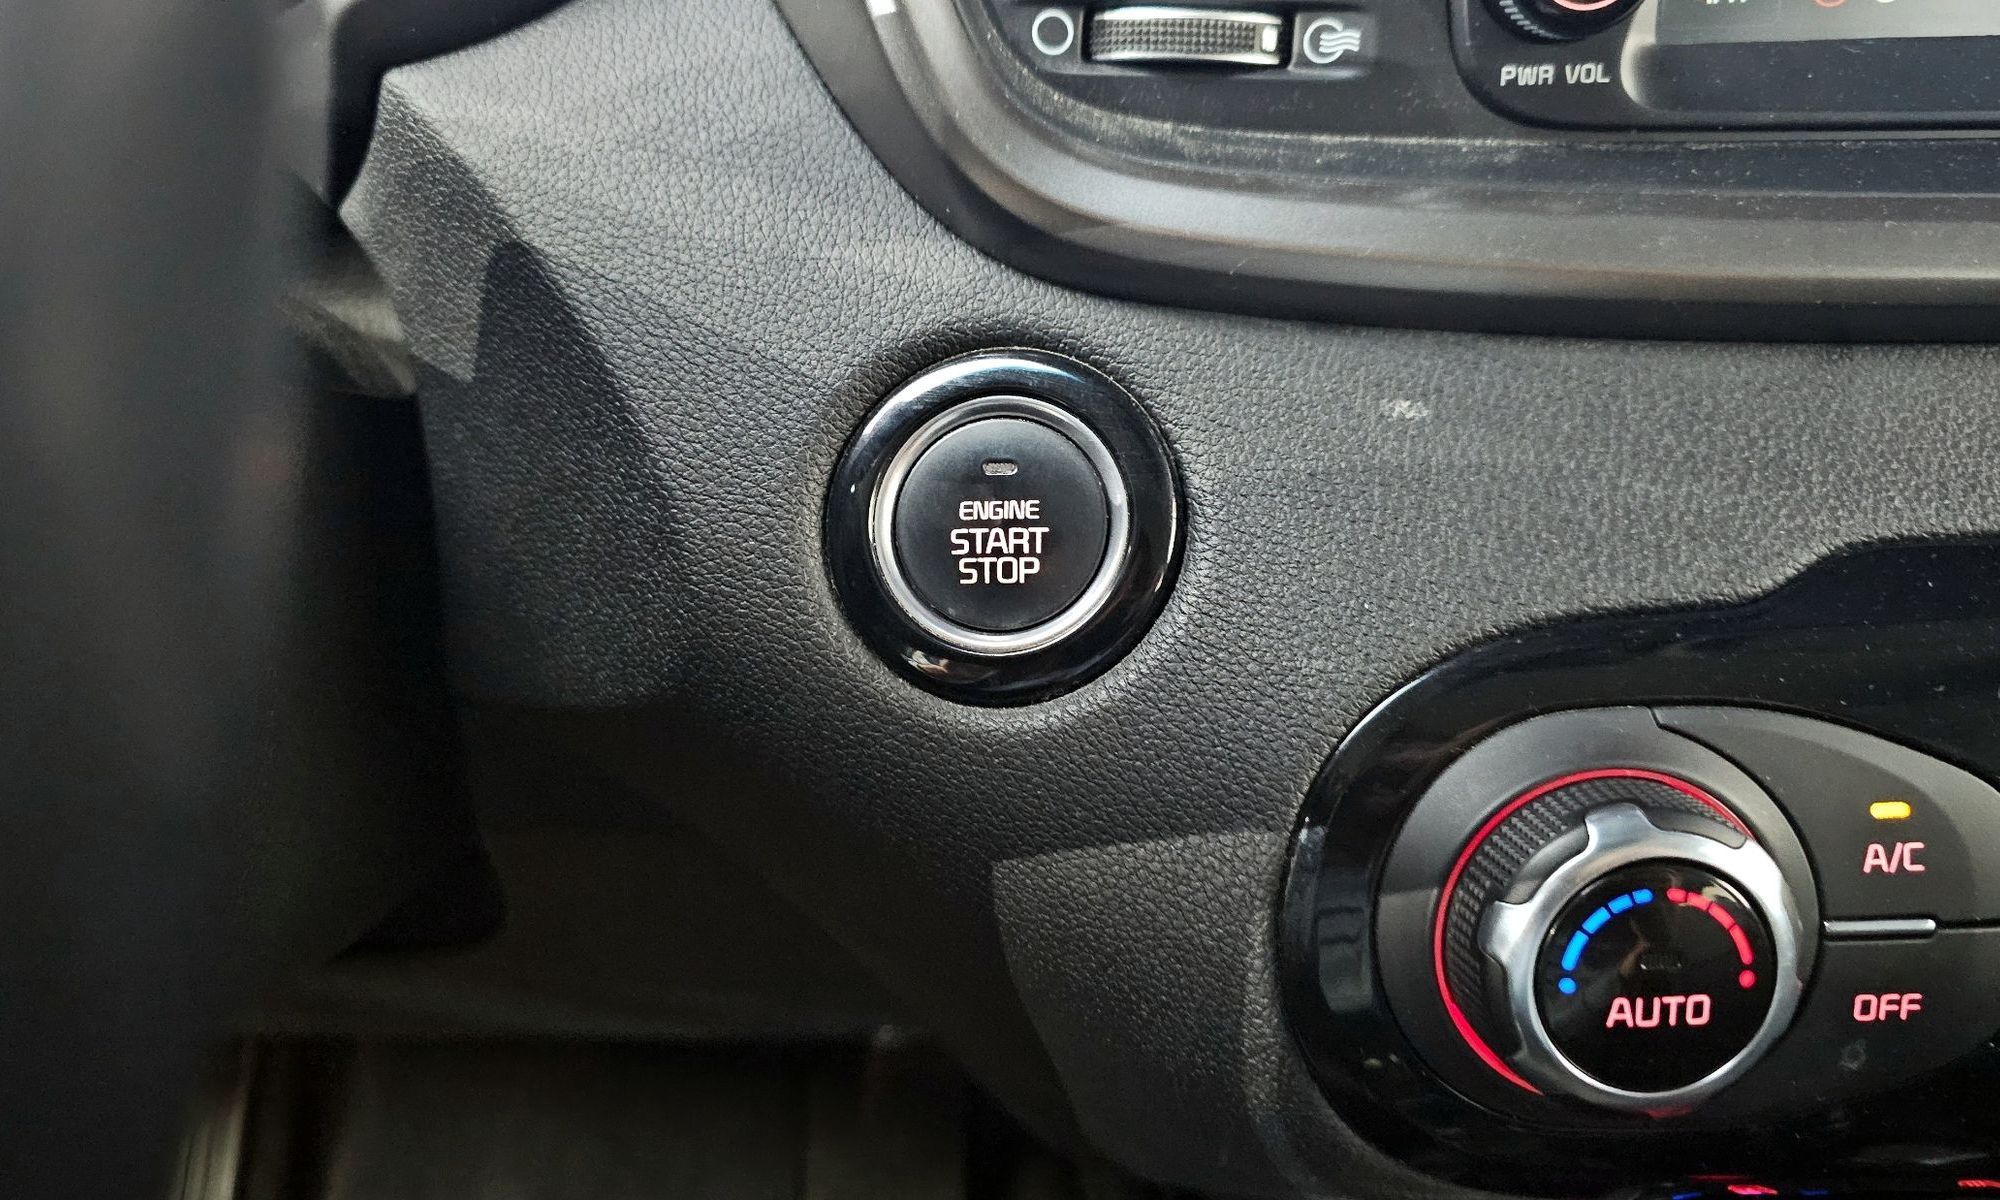 PWR VOL
ENGINE
START
STOP
A/C
AUTO
OFF